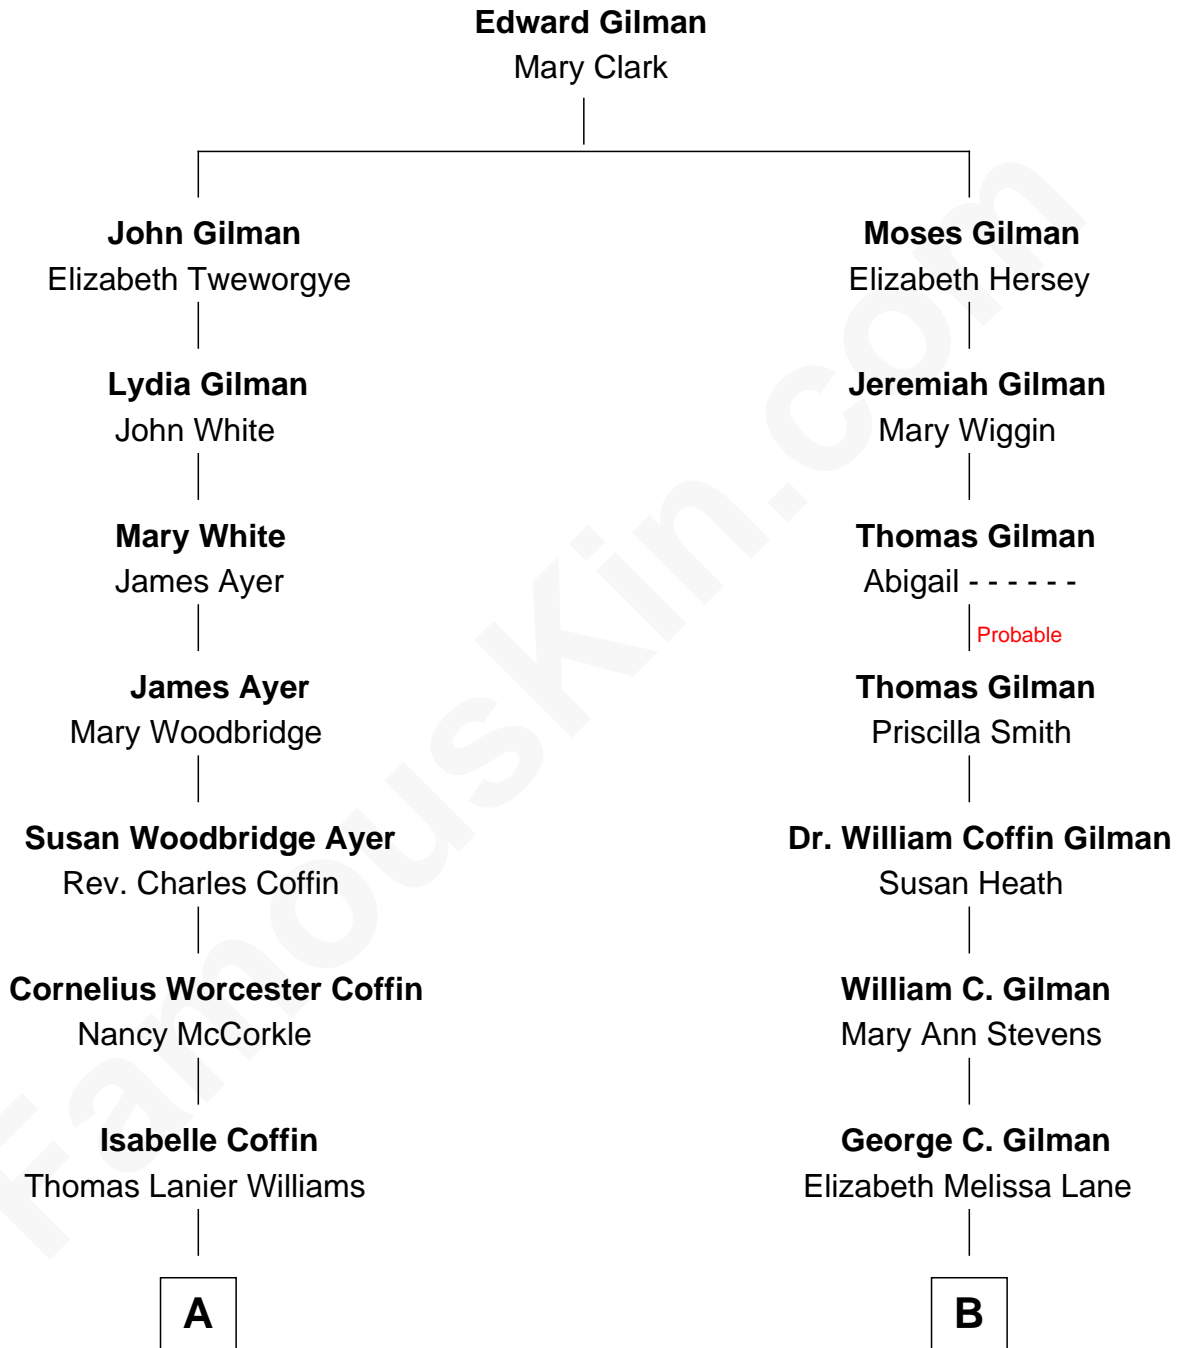 Edward Gilman
Mary Clark
John Gilman
Elizabeth Tweworgye
Moses Gilman
Elizabeth Hersey
Lydia Gilman
John White
Jeremiah Gilman
Mary Wiggin
Mary White
James Ayer
Thomas Gilman
Abigail - - - - - -
Probable
James Ayer
Mary Woodbridge
Thomas Gilman
Priscilla Smith
Susan Woodbridge Ayer
Rev. Charles Coffin
Dr. William Coffin Gilman
Susan Heath
Cornelius Worcester Coffin
Nancy McCorkle
William C. Gilman
Mary Ann Stevens
Isabelle Coffin
Thomas Lanier Williams
George C. Gilman
Elizabeth Melissa Lane
A
B
FamousKin.com